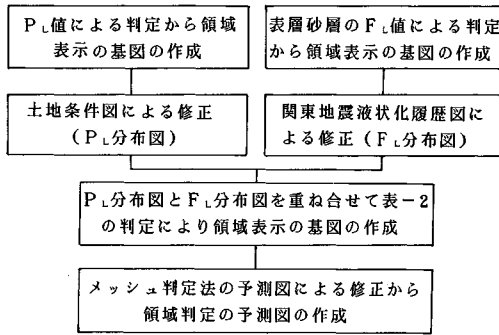 PL値による判定から領域
表示の基図の作成
表層砂層のFL値による判定
から領域表示の基図の作成
土地条件図による修正
(PL分布図)
関東地震液状化履歴図に
よる修正(FL分布図)
PL分布図とFL分布図を重ね合せて表-2
の判定により領域表示の基図の作成
メッシュ判定法の予測図による修正から
領域判定の予測図の作成